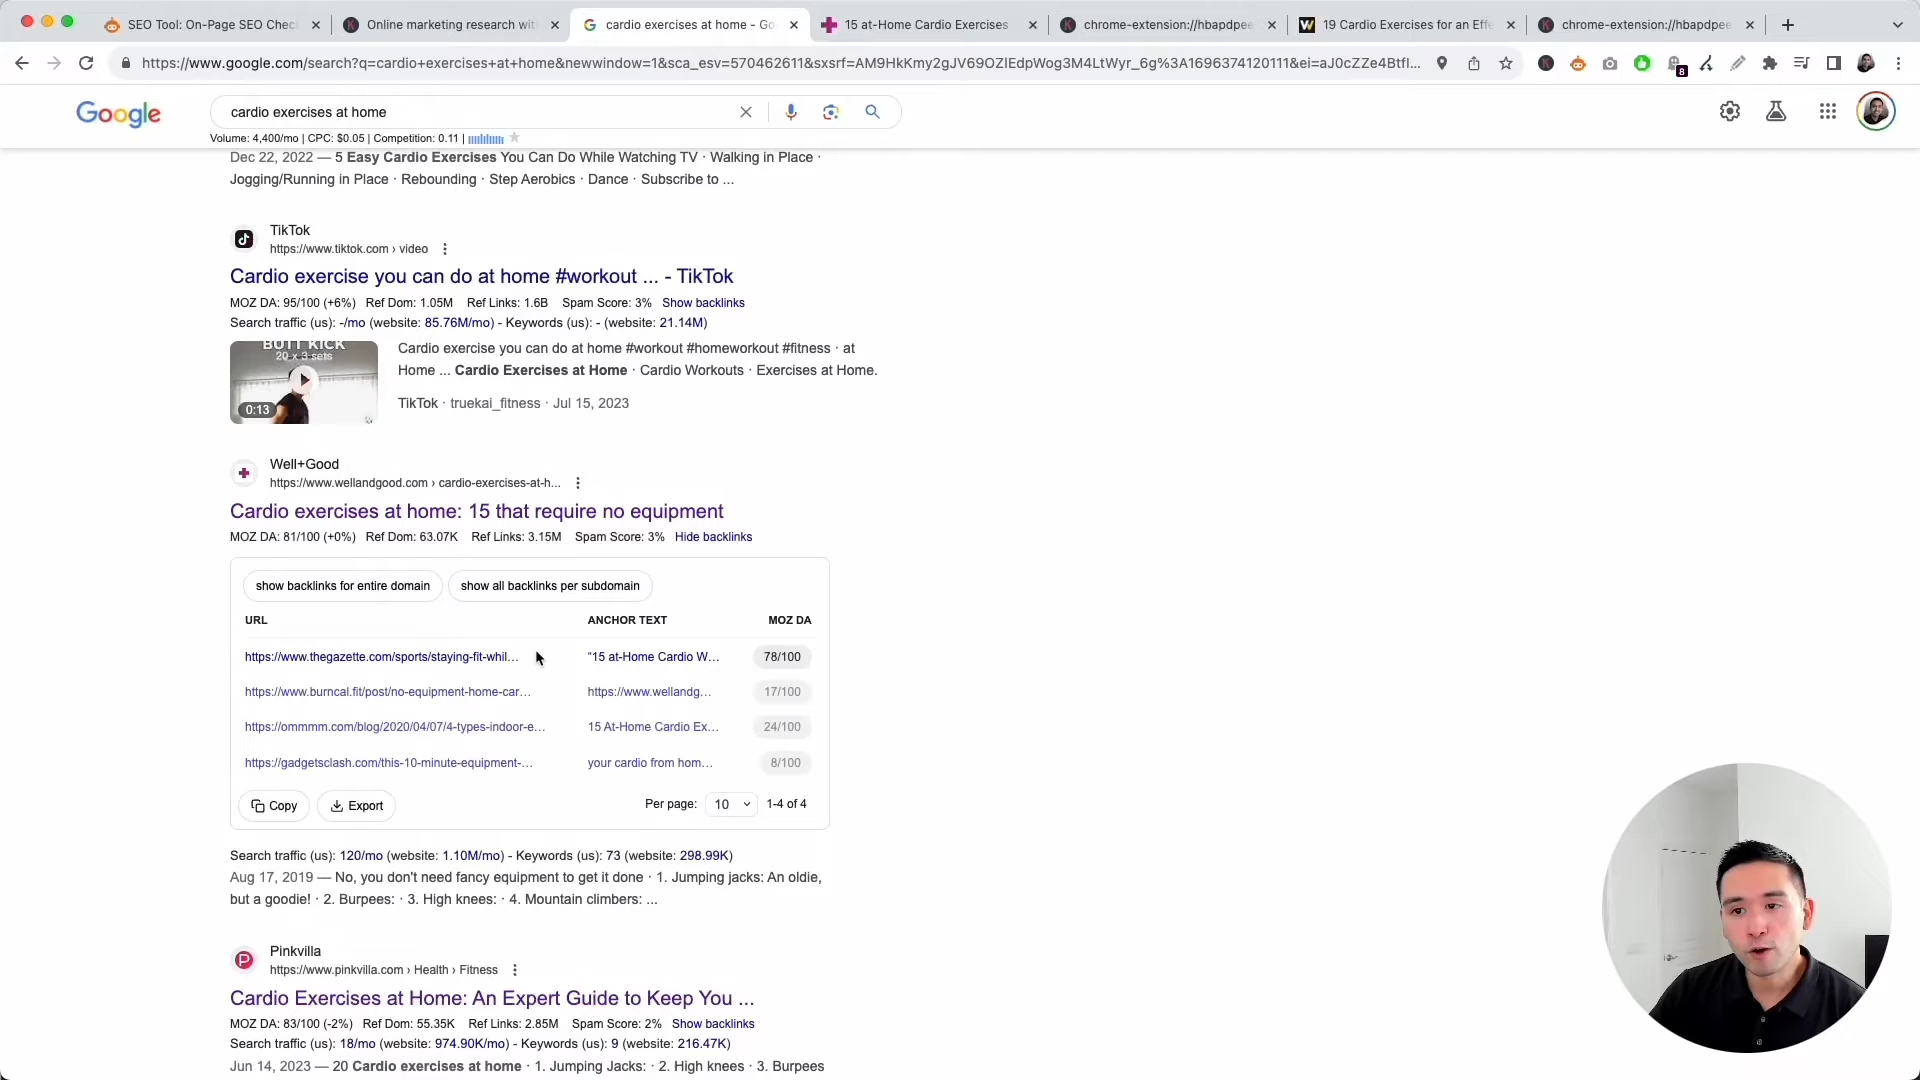 SEO Tool: On-Page SEO Chec
Online marketing research wit
cardio exercises at home - Go
15 at-Home Cardio Exercises
chrome-extension://hbapdpee
19 Cardio Exercises for an Effe
chrome-extension://hbapdpee
https://www.google.com/search?q=cardio+exercises+at+home&newwindow=1&sca_esv=570462611&sxsrf=AM9HkKmy2gJV69OZIEdpWog3M4LtWyr_6g%3A1696374120111&ei=aJ0cZZe4BtfI...
8
Google
cardio exercises at home
Volume: 4,400/mo | CPC: $0.05 | Competition: 0.11 |
Dec 22, 2022 — 5 Easy Cardio Exercises You Can Do While Watching TV · Walking in Place ·
Jogging/Running in Place · Rebounding · Step Aerobics · Dance · Subscribe to ...
TikTok
https://www.tiktok.com › video
Cardio exercise you can do at home #workout ... - TikTok
MOZ DA: 95/100 (+6%) Ref Dom: 1.05M Ref Links: 1.6B Spam Score: 3% Show backlinks
Search traffic (us): -/mo (website: 85.76M/mo) - Keywords (us): - (website: 21.14M)
BUTT KICK
20 x 3 sets
0:13
Cardio exercise you can do at home #workout #homeworkout #fitness · at
Home ... Cardio Exercises at Home · Cardio Workouts · Exercises at Home.
TikTok · truekai_fitness · Jul 15, 2023
Well+Good
https://www.wellandgood.com › cardio-exercises-at-h...
Cardio exercises at home: 15 that require no equipment
MOZ DA: 81/100 (+0%) Ref Dom: 63.07K Ref Links: 3.15M Spam Score: 3% Hide backlinks
show backlinks for entire domain
show all backlinks per subdomain
URL ANCHOR TEXT MOZ DA
https://www.thegazette.com/sports/staying-fit-whil... "15 at-Home Cardio W... 78/100
https://www.burncal.fit/post/no-equipment-home-car... https://www.wellandg... 17/100
https://ommmm.com/blog/2020/04/07/4-types-indoor-e... 15 At-Home Cardio Ex... 24/100
https://gadgetsclash.com/this-10-minute-equipment-... your cardio from hom... 8/100
Copy Export Per page: 10 1-4 of 4
Search traffic (us): 120/mo (website: 1.10M/mo) - Keywords (us): 73 (website: 298.99K)
Aug 17, 2019 — No, you don't need fancy equipment to get it done · 1. Jumping jacks: An oldie,
but a goodie! · 2. Burpees: · 3. High knees: · 4. Mountain climbers: ...
Pinkvilla
https://www.pinkvilla.com › Health › Fitness
Cardio Exercises at Home: An Expert Guide to Keep You ...
MOZ DA: 83/100 (-2%) Ref Dom: 55.35K Ref Links: 2.85M Spam Score: 2% Show backlinks
Search traffic (us): 18/mo (website: 974.90K/mo) - Keywords (us): 9 (website: 216.47K)
Jun 14, 2023 — 20 Cardio exercises at home · 1. Jumping Jacks: · 2. High knees · 3. Burpees